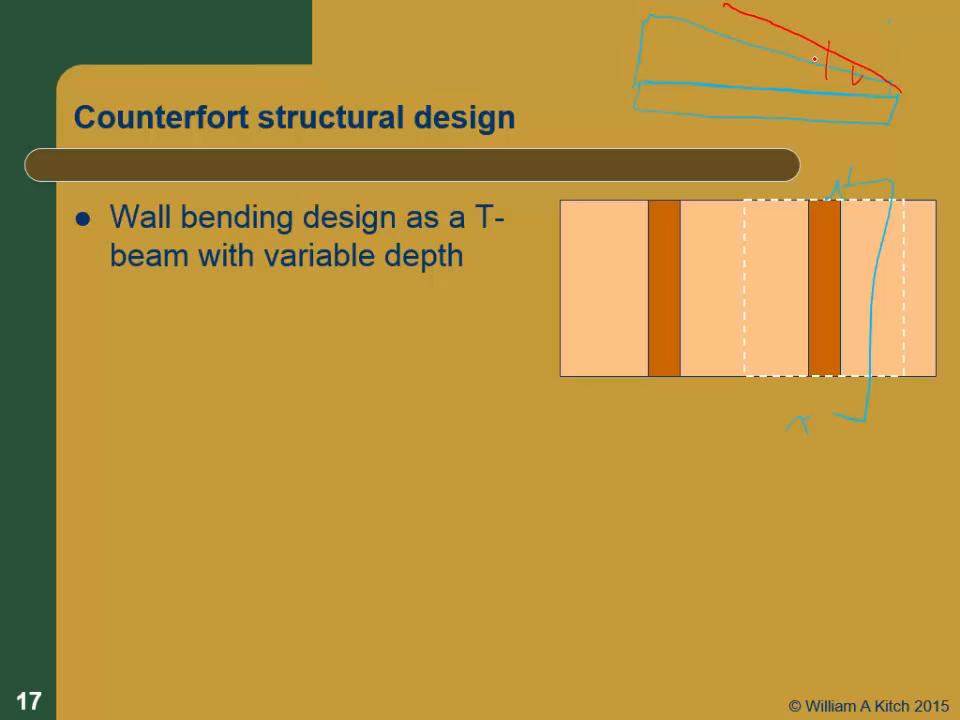 Counterfort structural design
Wall bending design as a T-
beam with variable depth
17
© William A Kitch 2015